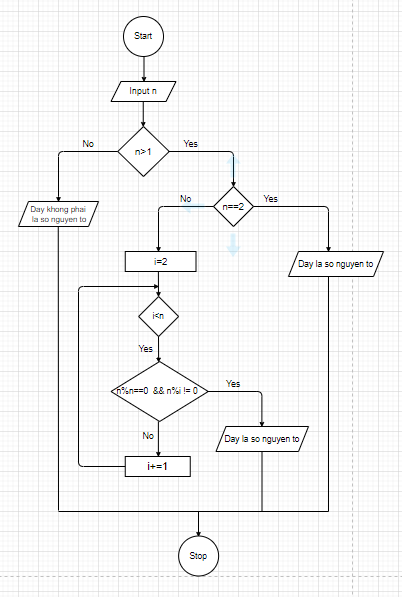 Start
Input n
n>1
No
Yes
n==2
No
Yes
Day khong phai
la so nguyen to
i=2
Day la so nguyen to
i<n
Yes
n%n==0 && n%i != 0
Yes
No
Day la so nguyen to
i+=1
Stop